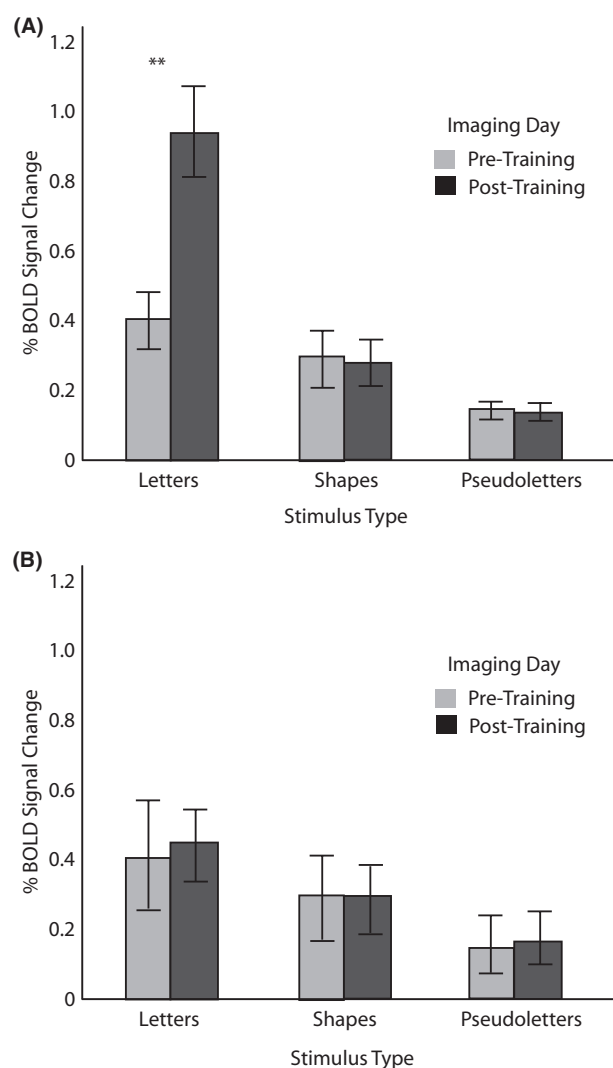 (A)
1.2
**
1.0
Imaging Day
Pre-Training
0.8
Post-Training
% BOLD Signal Change
0.6
0.4
0.2
0
Letters Shapes Pseudoletters
Stimulus Type
(B)
1.2
1.0
Imaging Day
Pre-Training
0.8
Post-Training
% BOLD Signal Change
0.6
0.4
0.2
0
Letters Shapes Pseudoletters
Stimulus Type